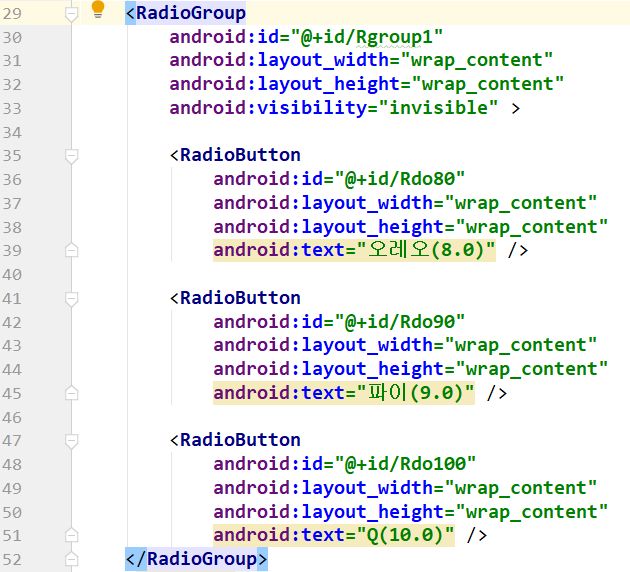 29 <RadioGroup
30 android:id="@+id/Rgroup1"
31 android:layout_width="wrap_content"
32 android:layout_height="wrap_content"
33 android:visibility="invisible" >
34
35 <RadioButton
36 android:id="@+id/Rdo80"
37 android:layout_width="wrap_content"
38 android:layout_height="wrap_content"
39 android:text="오레오(8.0)" />
40
41 <RadioButton
42 android:id="@+id/Rdo90"
43 android:layout_width="wrap_content"
44 android:layout_height="wrap_content"
45 android:text="파이(9.0)" />
46
47 <RadioButton
48 android:id="@+id/Rdo100"
49 android:layout_width="wrap_content"
50 android:layout_height="wrap_content"
51 android:text="Q(10.0)" />
52 </RadioGroup>